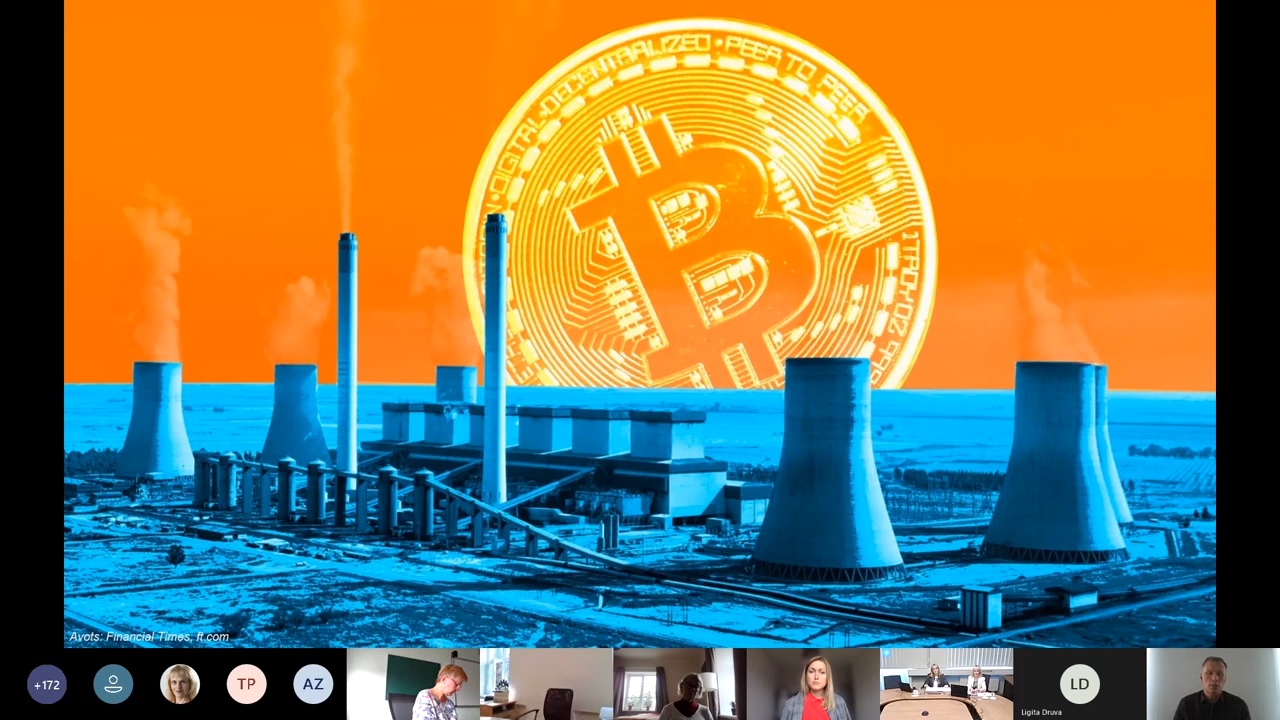 DIGITAL • DECENTRALIZED • PEER TO PEER
Avots: Financial Times, ft.com
+172
TP
AZ
LD
Ligita Druva